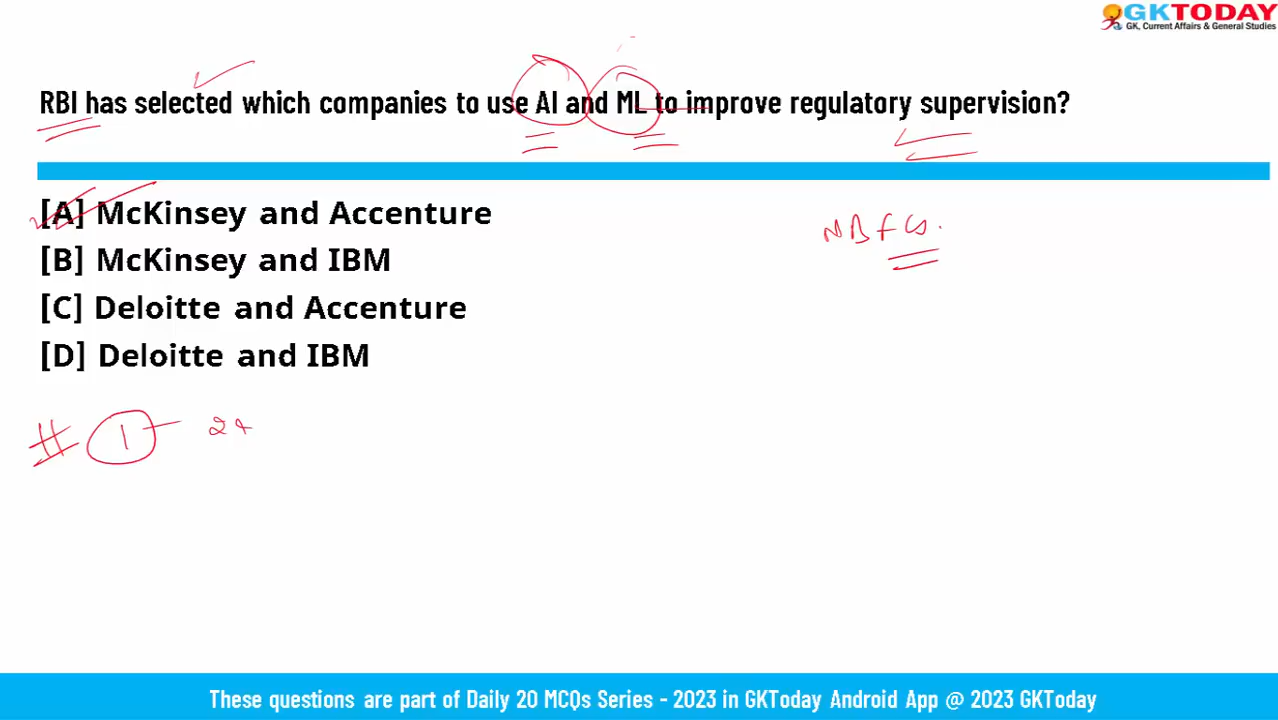 GKTODAY
GK, Current Affairs & General Studies
RBI has selected which companies to use AI and ML to improve regulatory supervision?
[A] McKinsey and Accenture
[B] McKinsey and IBM
[C] Deloitte and Accenture
[D] Deloitte and IBM
# 1
These questions are part of Daily 20 MCQs Series - 2023 in GKToday Android App @ 2023 GKToday